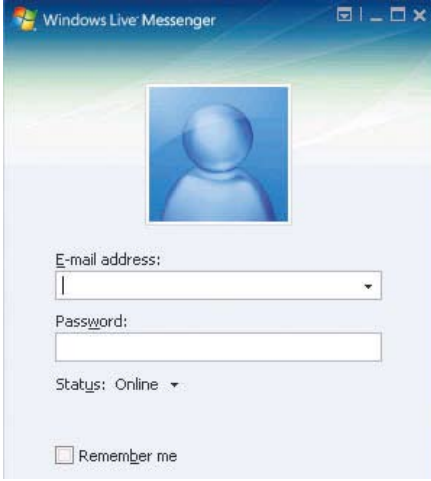 Windows Live Messenger
E-mail address:
Password:
Status: Online
Remember me